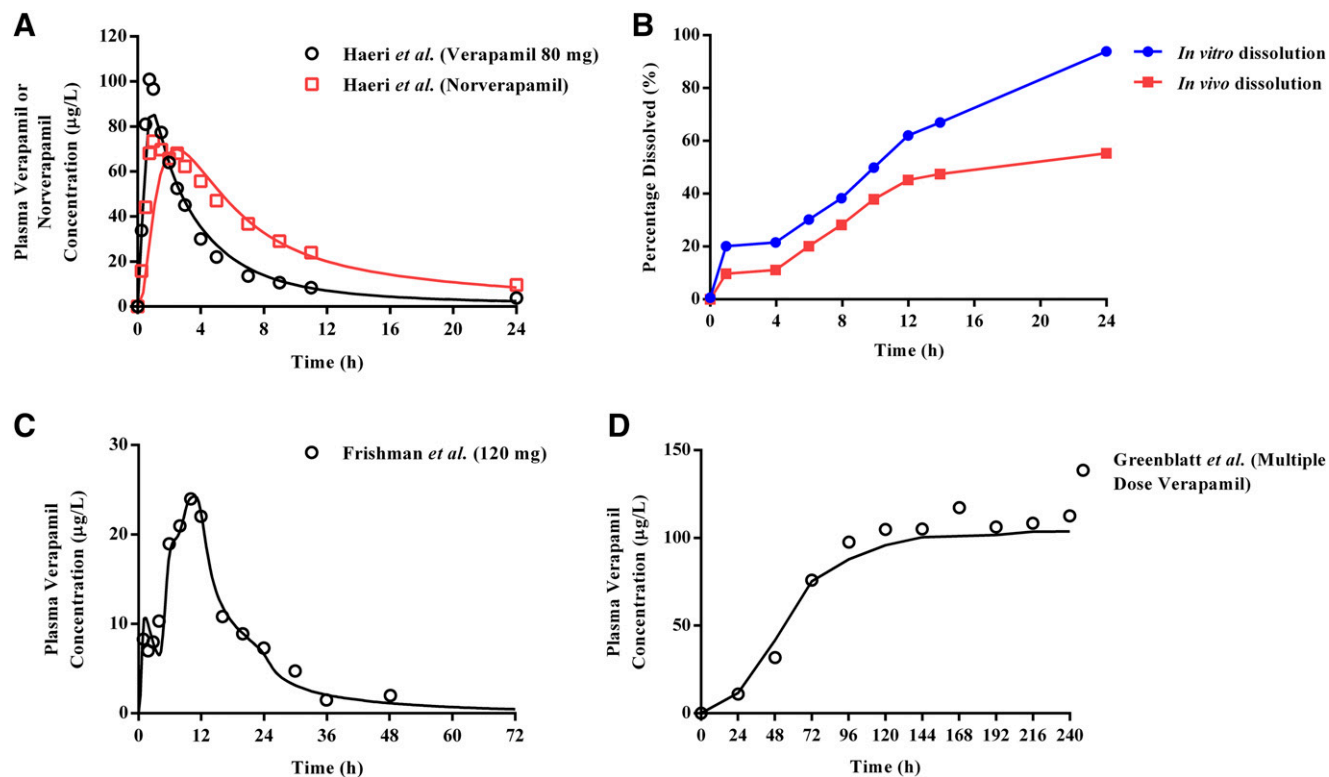 A
Plasma Verapamil or
Norverapamil
Concentration (µg/L)
120
100
80
60
40
20
0
0 4 8 12 16 20 24
Time (h)
Haeri et al. (Verapamil 80 mg)
Haeri et al. (Norverapamil)
B
Percentage Dissolved (%)
100
80
60
40
20
0
0 4 8 12 16 20 24
Time (h)
In vitro dissolution
In vivo dissolution
C
Plasma Verapamil
Concentration (µg/L)
30
20
10
0
0 12 24 36 48 60 72
Time (h)
Frishman et al. (120 mg)
D
Plasma Verapamil
Concentration (µg/L)
150
100
50
0
0 24 48 72 96 120 144 168 192 216 240
Time (h)
Greenblatt et al. (Multiple
Dose Verapamil)